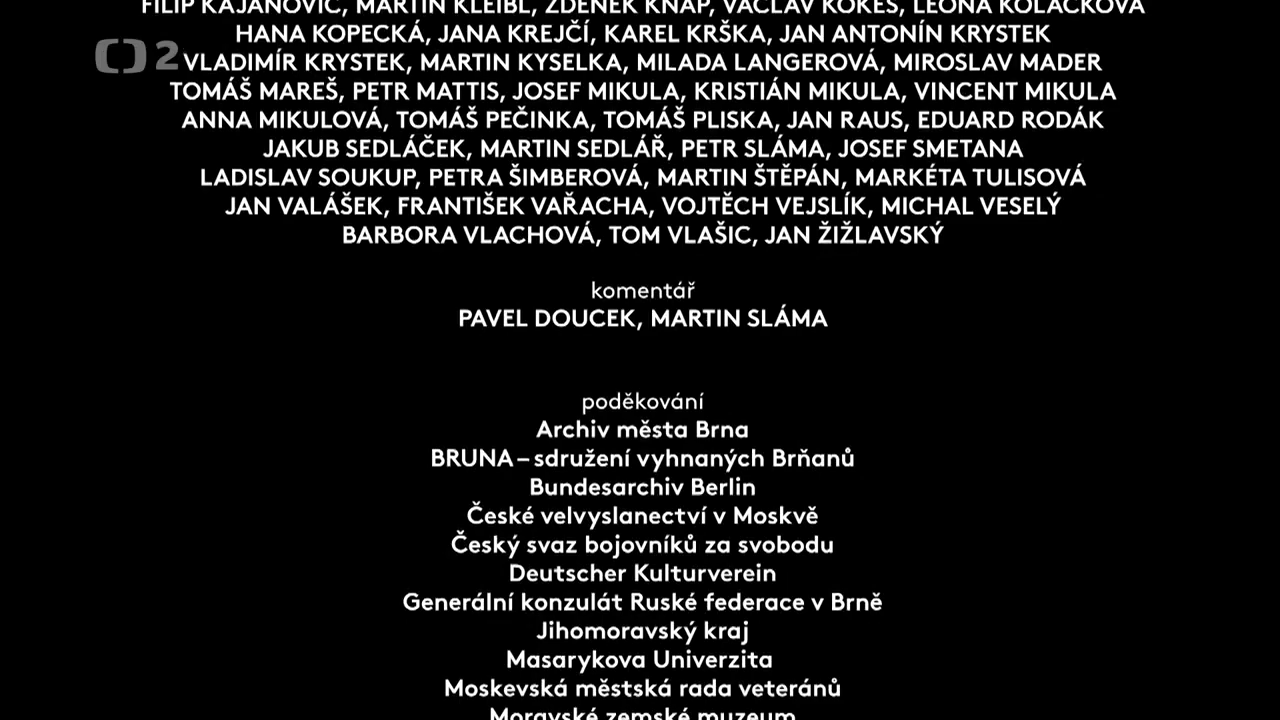 FILIP KAJANOVIČ, MARTIN KLEIBL, ZDENĚK KNAP, VÁCLAV KOKEŠ, LEONA KOLÁČKOVÁ
HANA KOPECKÁ, JANA KREJČÍ, KAREL KRŠKA, JAN ANTONÍN KRYSTEK
ČT 2
VLADIMÍR KRYSTEK, MARTIN KYSELKA, MILADA LANGEROVÁ, MIROSLAV MADER
TOMÁŠ MAREŠ, PETR MATTIS, JOSEF MIKULA, KRISTIÁN MIKULA, VINCENT MIKULA
ANNA MIKULOVÁ, TOMÁŠ PEČINKA, TOMÁŠ PLISKA, JAN RAUS, EDUARD RODÁK
JAKUB SEDLÁČEK, MARTIN SEDLÁŘ, PETR SLÁMA, JOSEF SMETANA
LADISLAV SOUKUP, PETRA ŠIMBEROVÁ, MARTIN ŠTĚPÁN, MARKÉTA TULISOVÁ
JAN VALÁŠEK, FRANTIŠEK VAŘACHA, VOJTĚCH VEJSLÍK, MICHAL VESELÝ
BARBORA VLACHOVÁ, TOM VLAŠIC, JAN ŽIŽLAVSKÝ
komentář
PAVEL DOUCEK, MARTIN SLÁMA
poděkování
Archiv města Brna
BRUNA – sdružení vyhnaných Brňanů
Bundesarchiv Berlin
České velvyslanectví v Moskvě
Český svaz bojovníků za svobodu
Deutscher Kulturverein
Generální konzulát Ruské federace v Brně
Jihomoravský kraj
Masarykova Univerzita
Moskevská městská rada veteránů
Moravské zemské muzeum